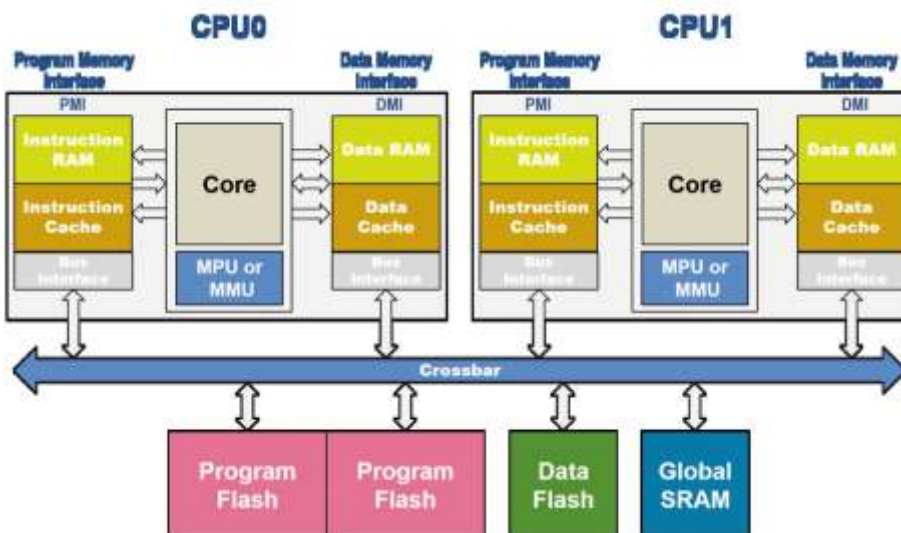 CPU0
CPU1
Program Memory
Interface
Data Memory
Interface
Program Memory
Interface
Data Memory
Interface
PMI
DMI
PMI
DMI
Instruction
RAM
Instruction
Cache
Bus
Interface
Core
MPU or
MMU
Data RAM
Data
Cache
Bus
Interface
Instruction
RAM
Instruction
Cache
Bus
Interface
Core
MPU or
MMU
Data RAM
Data
Cache
Bus
Interface
Crossbar
Program
Flash
Program
Flash
Data
Flash
Global
SRAM